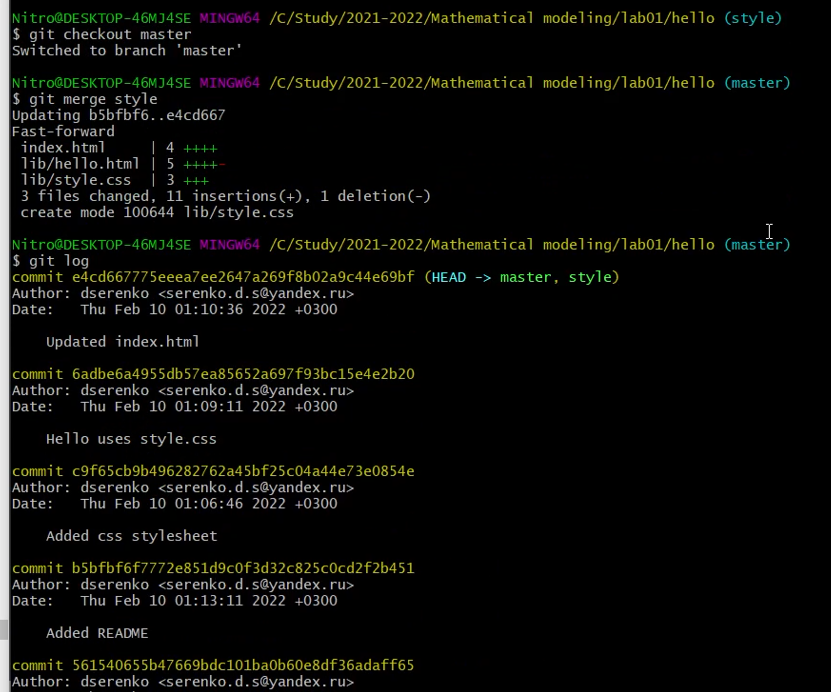 Nitro@DESKTOP-46MJ4SE MINGW64 /C/Study/2021-2022/Mathematical modeling/lab01/hello (style)
$ git checkout master
Switched to branch 'master'
Nitro@DESKTOP-46MJ4SE MINGW64 /C/Study/2021-2022/Mathematical modeling/lab01/hello (master)
$ git merge style
Updating b5bfbf6..e4cd667
Fast-forward
index.html | 4 ++++
lib/hello.html | 5 ++++-
lib/style.css | 3 +++
3 files changed, 11 insertions(+), 1 deletion(-)
create mode 100644 lib/style.css
Nitro@DESKTOP-46MJ4SE MINGW64 /C/Study/2021-2022/Mathematical modeling/lab01/hello (master)
$ git log
commit e4cd667775eeea7ee2647a269f8b02a9c44e69bf (HEAD -> master, style)
Author: dserenko <serenko.d.s@yandex.ru>
Date: Thu Feb 10 01:10:36 2022 +0300
Updated index.html
commit 6adbe6a4955db57ea85652a697f93bc15e4e2b20
Author: dserenko <serenko.d.s@yandex.ru>
Date: Thu Feb 10 01:09:11 2022 +0300
Hello uses style.css
commit c9f65cb9b496282762a45bf25c04a44e73e0854e
Author: dserenko <serenko.d.s@yandex.ru>
Date: Thu Feb 10 01:06:46 2022 +0300
Added css stylesheet
commit b5bfbf6f7772e851d9c0f3d32c825c0cd2f2b451
Author: dserenko <serenko.d.s@yandex.ru>
Date: Thu Feb 10 01:13:11 2022 +0300
Added README
commit 561540655b47669bdc101ba0b60e8df36adaff65
Author: dserenko <serenko.d.s@yandex.ru>